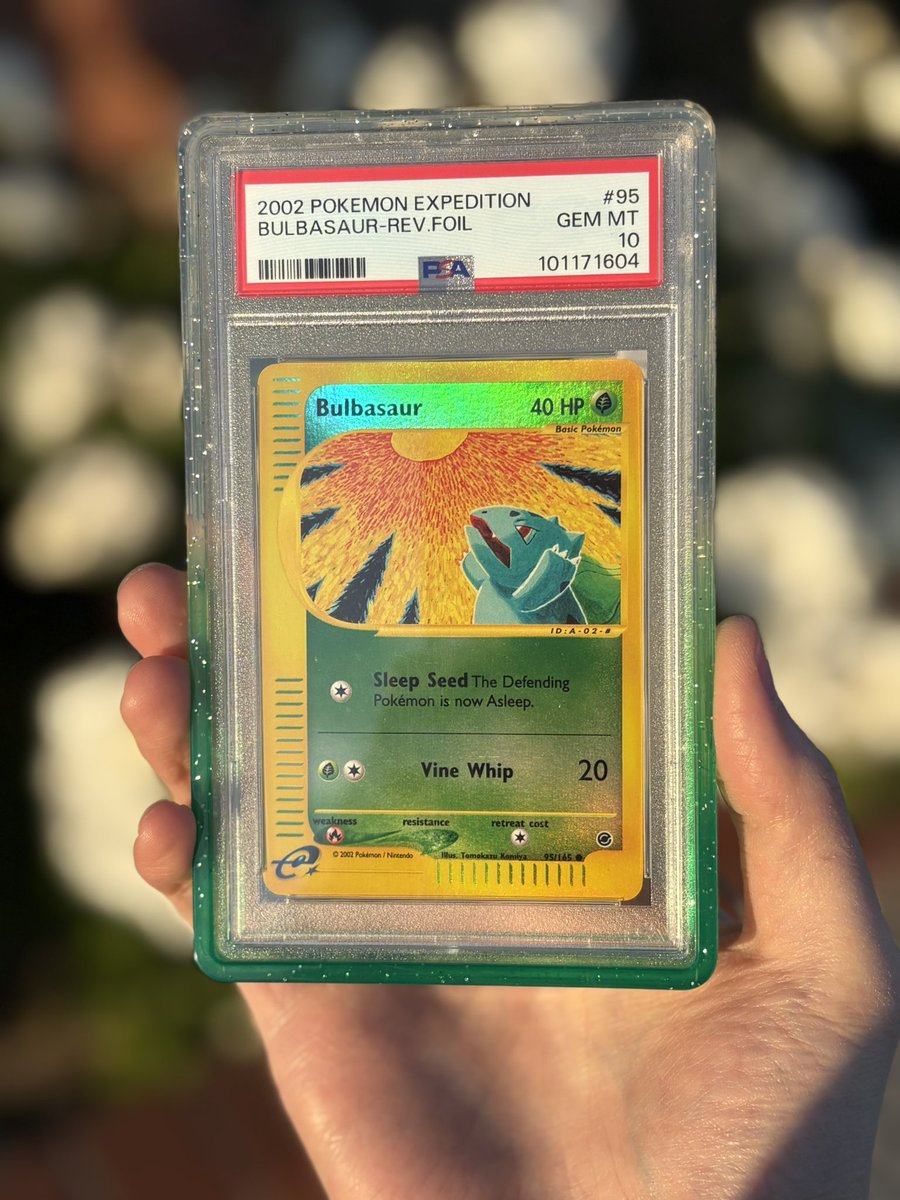 2002 POKEMON EXPEDITION #95
BULBASAUR-REV.FOIL GEM MT
10
PSA 101171604
Bulbasaur 40 HP
Basic Pokémon
ID:A-02-#
Sleep Seed The Defending
Pokémon is now Asleep.
Vine Whip 20
weakness resistance retreat cost
© 2002 Pokémon / Nintendo Illus. Tomokazu Komiya 95/165
e